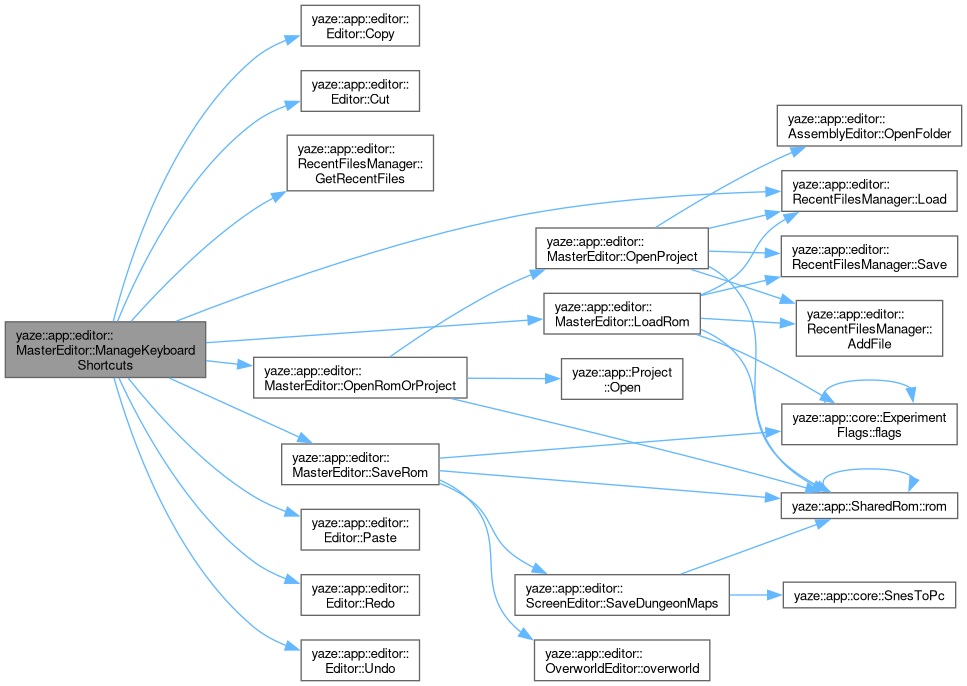 yaze::app::editor::
MasterEditor::ManageKeyboard
Shortcuts
yaze::app::editor::
Editor::Copy
yaze::app::editor::
Editor::Cut
yaze::app::editor::
RecentFilesManager::
GetRecentFiles
yaze::app::editor::
RecentFilesManager::Load
yaze::app::editor::
MasterEditor::LoadRom
yaze::app::editor::
RecentFilesManager::Save
yaze::app::editor::
RecentFilesManager::
AddFile
yaze::app::core::Experiment
Flags::flags
yaze::app::SharedRom::rom
yaze::app::editor::
MasterEditor::OpenRomOrProject
yaze::app::editor::
MasterEditor::OpenProject
yaze::app::editor::
AssemblyEditor::OpenFolder
yaze::app::Project
::Open
yaze::app::editor::
MasterEditor::SaveRom
yaze::app::editor::
ScreenEditor::SaveDungeonMaps
yaze::app::core::SnesToPc
yaze::app::editor::
OverworldEditor::overworld
yaze::app::editor::
Editor::Paste
yaze::app::editor::
Editor::Redo
yaze::app::editor::
Editor::Undo